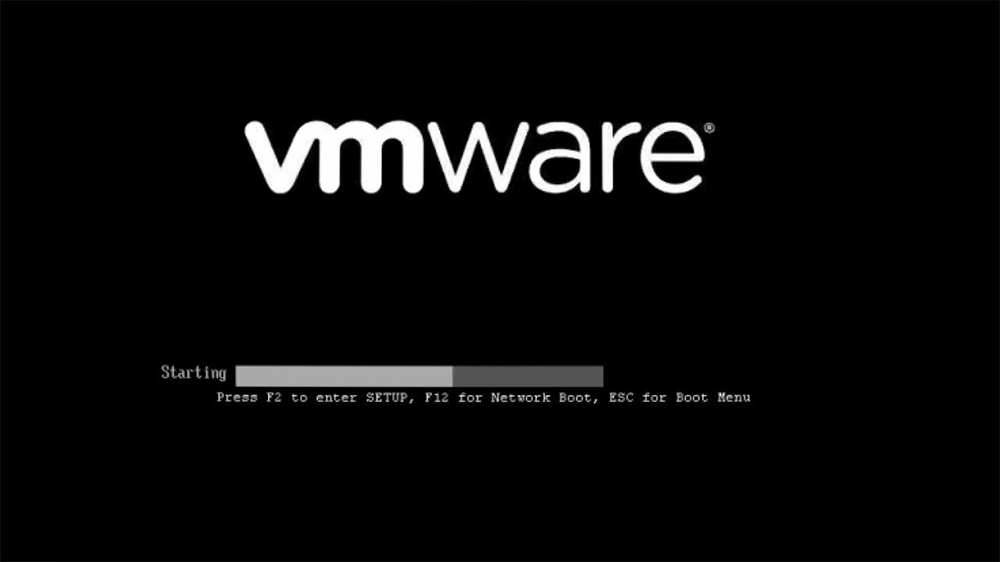 vmware®
Starting
Press F2 to enter SETUP, F12 for Network Boot, ESC for Boot Menu